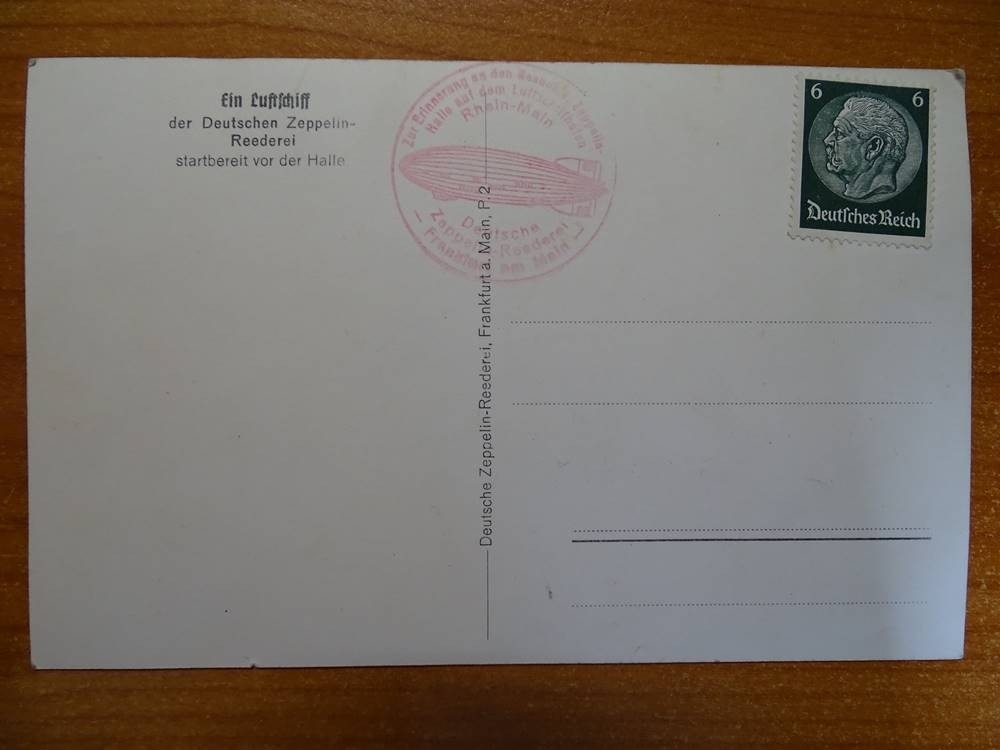 Ein Luftschiff
der Deutschen Zeppelin-
Reederei
startbereit vor der Halle
Zur Erinnerung an den Besuch der Zeppelin-
Halle auf dem Luftschiffhafen
Rhein-Main
Deutsche
Zeppelin-Reederei
— Frankfurt am Main —
Deutsche Zeppelin-Reederei, Frankfurt a. Main, P.2
6 6
Deutsches Reich